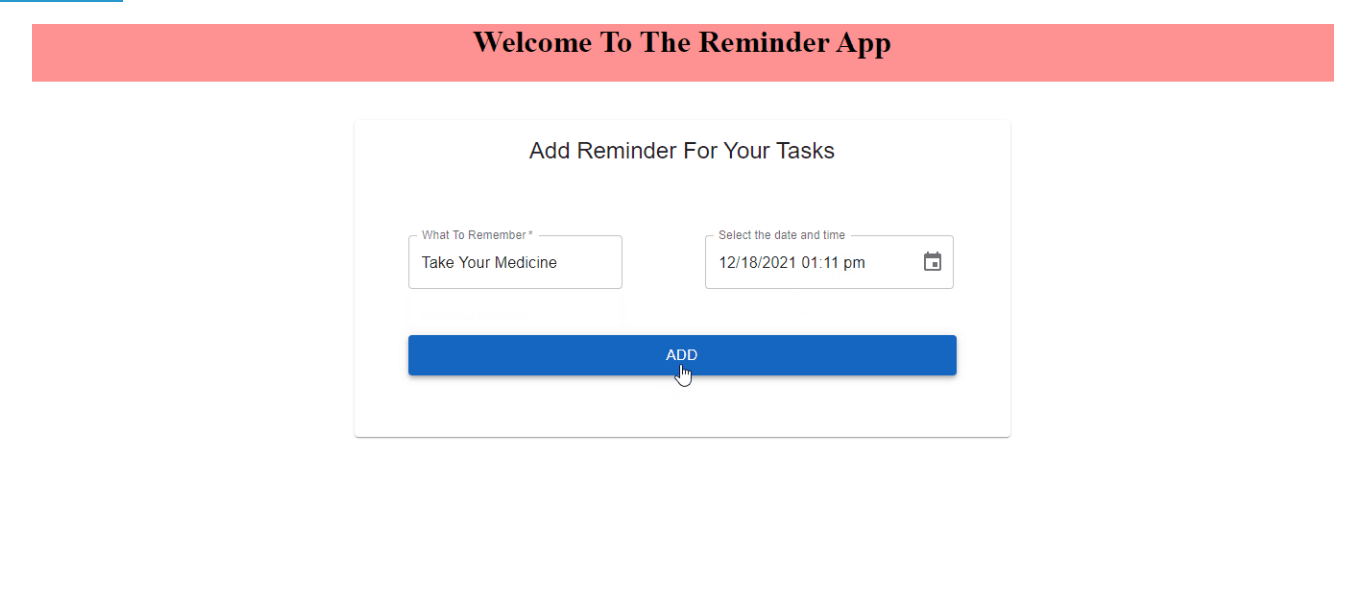 Welcome To The Reminder App
Add Reminder For Your Tasks
What To Remember *
Take Your Medicine
Select the date and time
12/18/2021 01:11 pm
ADD